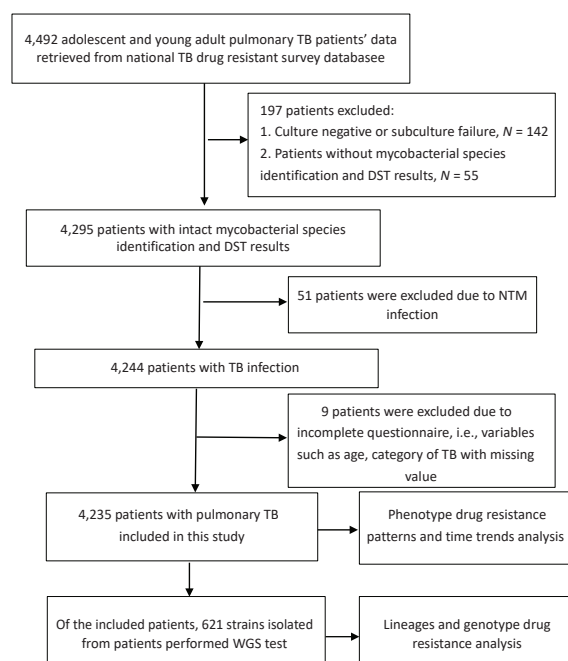 4,492 adolescent and young adult pulmonary TB patients' data
retrieved from national TB drug resistant survey databasee
197 patients excluded:
1. Culture negative or subculture failure, N = 142
2. Patients without mycobacterial species
identification and DST results, N = 55
4,295 patients with intact mycobacterial species
identification and DST results
51 patients were excluded due to NTM
infection
4,244 patients with TB infection
9 patients were excluded due to
incomplete questionnaire, i.e., variables
such as age, category of TB with missing
value
4,235 patients with pulmonary TB
included in this study
Phenotype drug resistance
patterns and time trends analysis
Of the included patients, 621 strains isolated
from patients performed WGS test
Lineages and genotype drug
resistance analysis